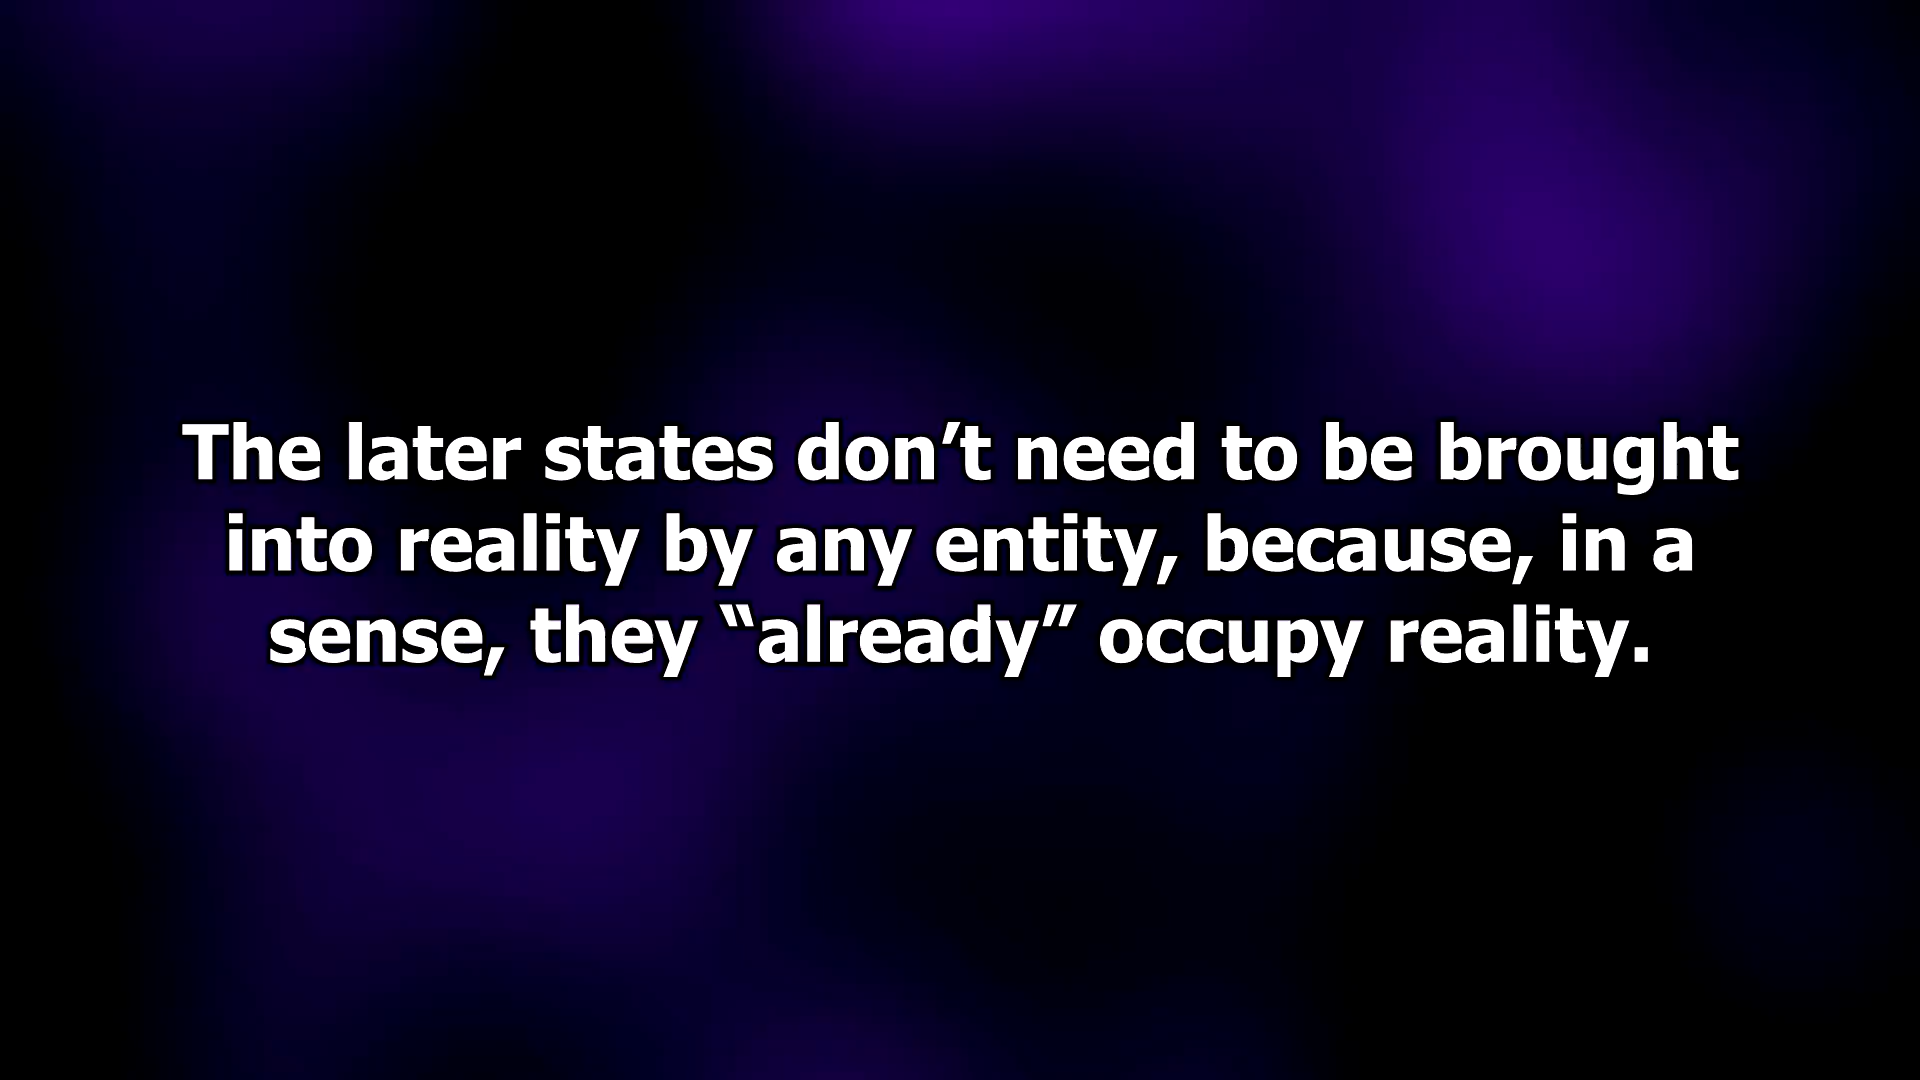 The later states don’t need to be brought
into reality by any entity, because, in a
sense, they “already” occupy reality.